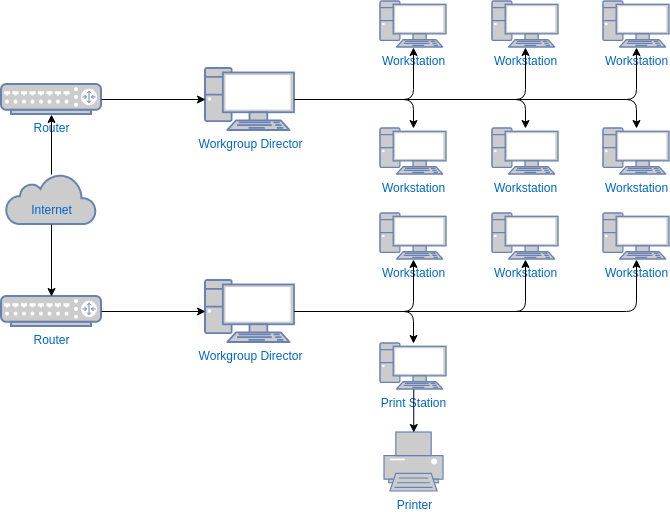 Workstation
Workstation
Workstation
Router
Workgroup Director
Workstation
Workstation
Workstation
Internet
Workstation
Workstation
Workstation
Router
Workgroup Director
Print Station
Printer